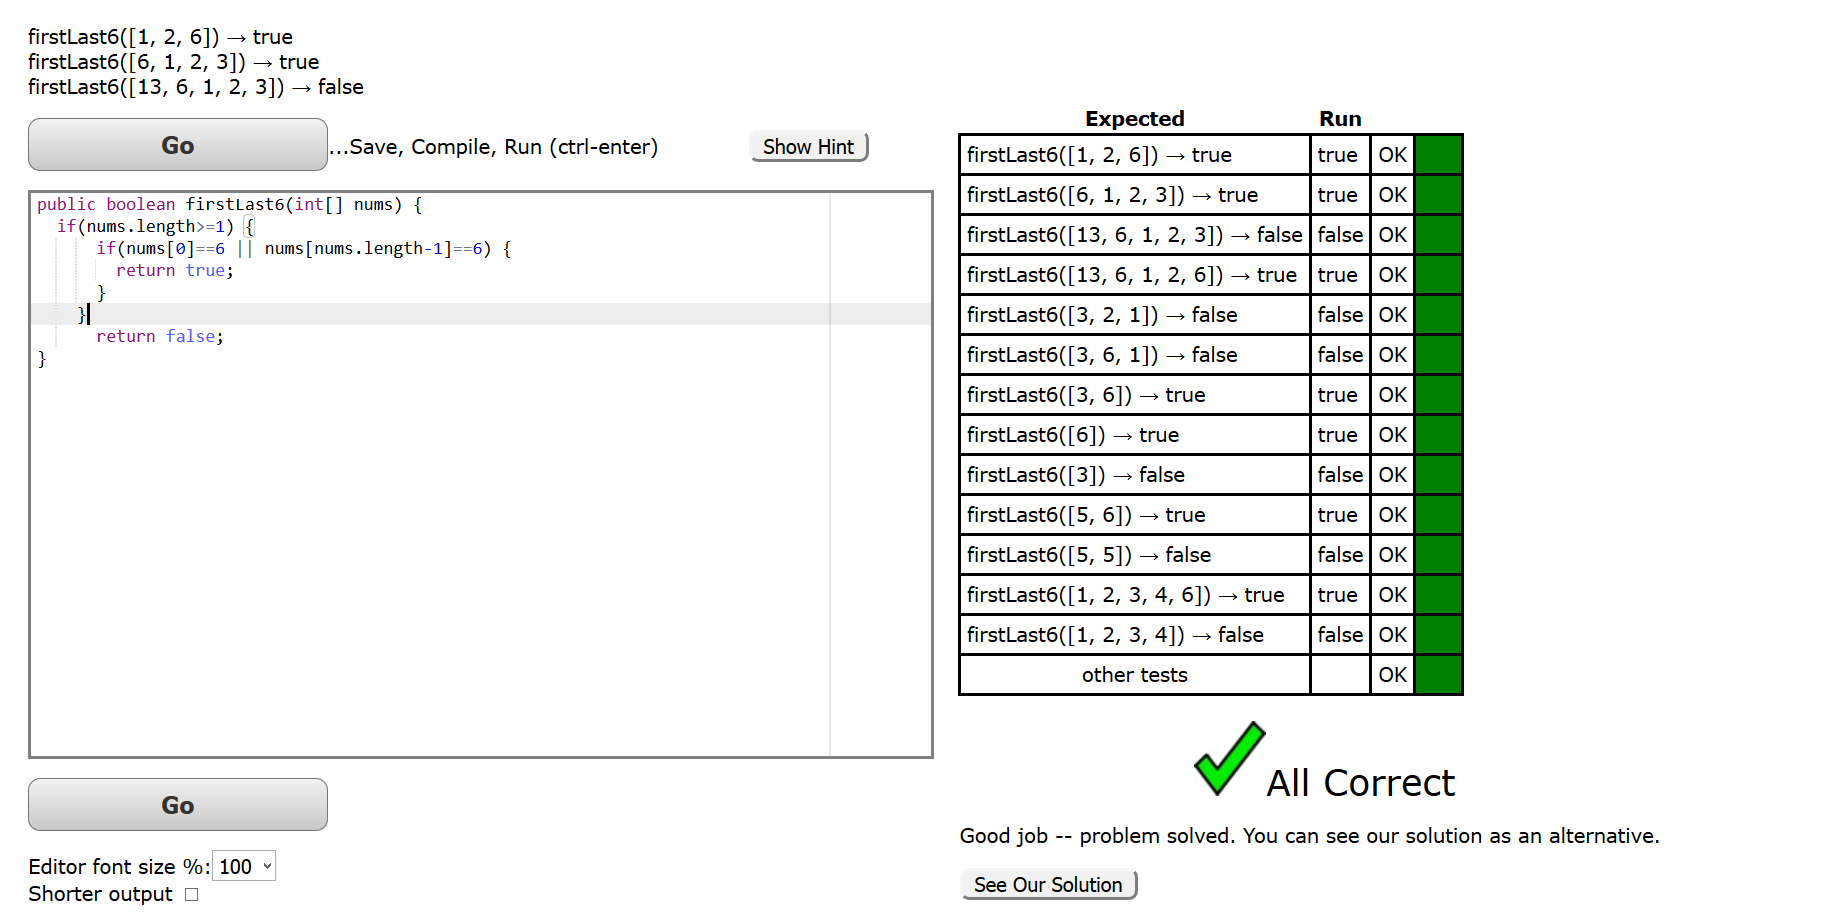 firstLast6([1, 2, 6]) → true
firstLast6([6, 1, 2, 3]) → true
firstLast6([13, 6, 1, 2, 3]) → false
Go
...Save, Compile, Run (ctrl-enter)
Show Hint
public boolean firstLast6(int[] nums) {
  if(nums.length>=1) {
      if(nums[0]==6 || nums[nums.length-1]==6) {
        return true;
      }
    }
      return false;
}
Go
Editor font size %: 100
Shorter output
Expected Run
firstLast6([1, 2, 6]) → true true OK
firstLast6([6, 1, 2, 3]) → true true OK
firstLast6([13, 6, 1, 2, 3]) → false false OK
firstLast6([13, 6, 1, 2, 6]) → true true OK
firstLast6([3, 2, 1]) → false false OK
firstLast6([3, 6, 1]) → false false OK
firstLast6([3, 6]) → true true OK
firstLast6([6]) → true true OK
firstLast6([3]) → false false OK
firstLast6([5, 6]) → true true OK
firstLast6([5, 5]) → false false OK
firstLast6([1, 2, 3, 4, 6]) → true true OK
firstLast6([1, 2, 3, 4]) → false false OK
other tests OK
All Correct
Good job -- problem solved. You can see our solution as an alternative.
See Our Solution